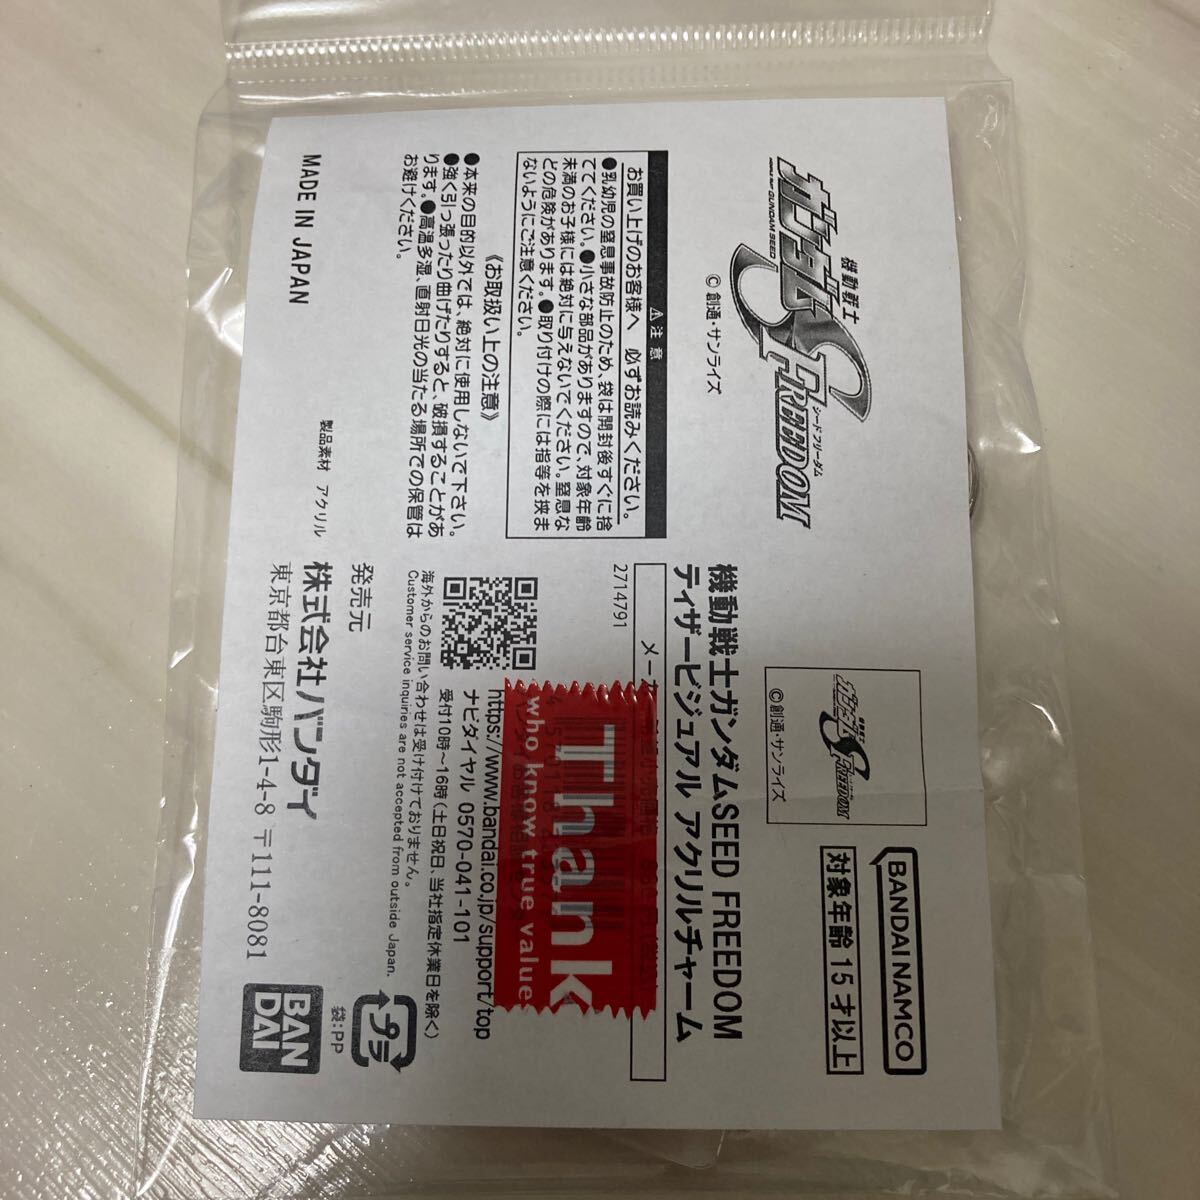 機動戦士
ガンダム
GUNDAM SEED
シード フリーダム
SEED FREEDOM
© 創通・サンライズ
⚠注意
お買い上げのお客様へ 必ずお読みください。
●乳幼児の窒息事故防止のため、袋は開封後すぐに捨
ててください。●小さな部品がありますので、対象年齢
未満のお子様には絶対に与えないでください。窒息な
どの危険があります。●取り付けの際には指等を挟ま
ないようにご注意ください。
《お取扱い上の注意》
●本来の目的以外では、絶対に使用しないで下さい。
●強く引っ張ったり曲げたりすると、破損することがあ
ります。●高温多湿、直射日光の当たる場所での保管は
お避けください。
製品素材 アクリル
MADE IN JAPAN
BANDAI NAMCO
対象年齢 15 才以上
機動戦士
ガンダム
SEED FREEDOM
©創通・サンライズ
機動戦士ガンダムSEED FREEDOM
ティザービジュアル アクリルチャーム
メーカー
2714791
Thank
who know true value
https://www.bandai.co.jp/support/top
ナビダイヤル 0570-041-101
受付10時～16時(土日祝日、当社指定休業日を除く)
海外からのお問い合わせは受け付けておりません。
Customer service inquiries are not accepted from outside Japan.
発売元
株式会社バンダイ
東京都台東区駒形1-4-8 〒111-8081
プラ
袋:PP
BAN
DAI